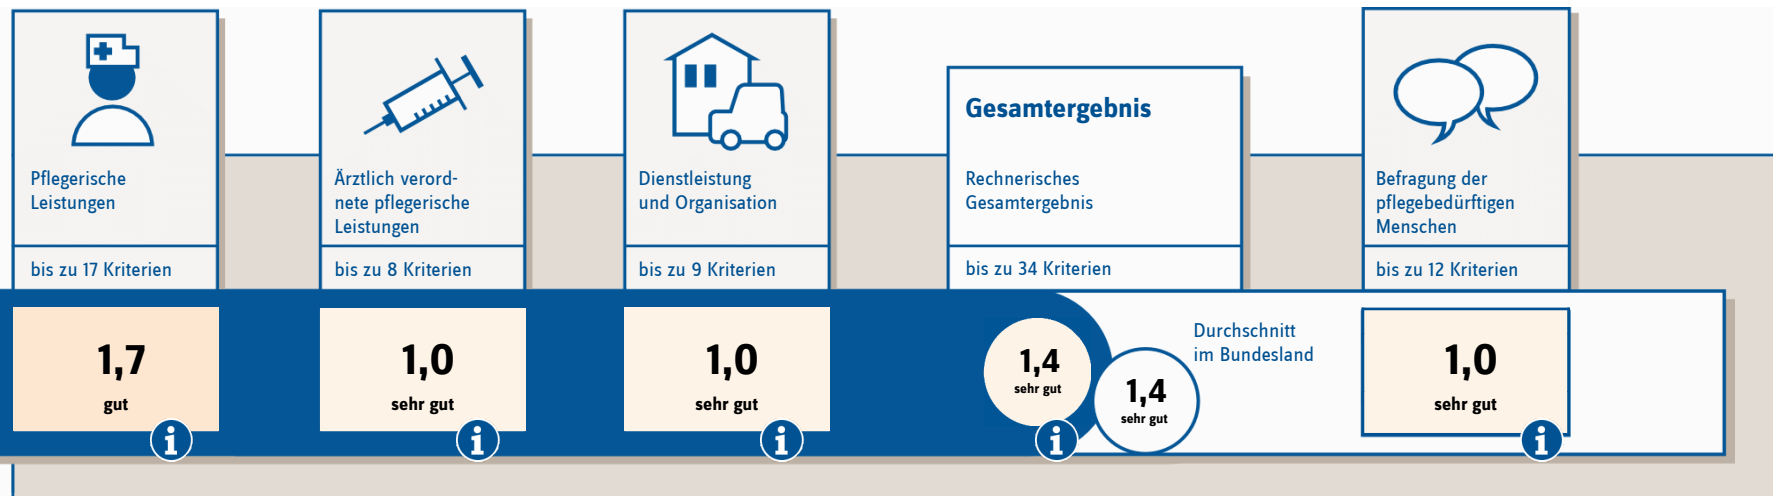 Pflegerische
Leistungen
bis zu 17 Kriterien
1,7
gut
i
Ärztlich verord-
nete pflegerische
Leistungen
bis zu 8 Kriterien
1,0
sehr gut
i
Dienstleistung
und Organisation
bis zu 9 Kriterien
1,0
sehr gut
i
Gesamtergebnis
Rechnerisches
Gesamtergebnis
bis zu 34 Kriterien
1,4
sehr gut
i
1,4
sehr gut
Durchschnitt
im Bundesland
Befragung der
pflegebedürftigen
Menschen
bis zu 12 Kriterien
1,0
sehr gut
i